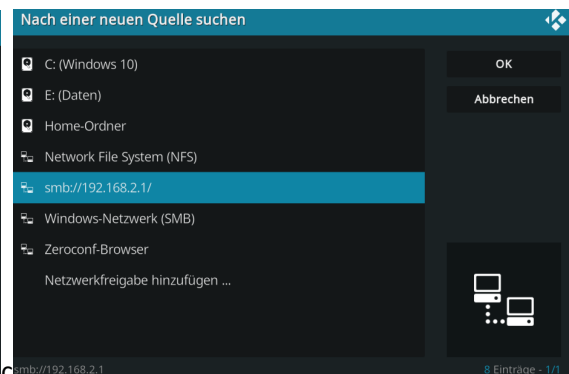 Nach einer neuen Quelle suchen
C: (Windows 10)
E: (Daten)
Home-Ordner
Network File System (NFS)
smb://192.168.2.1/
Windows-Netzwerk (SMB)
Zeroconf-Browser
Netzwerkfreigabe hinzufügen ...
OK
Abbrechen
smb://192.168.2.1
8 Einträge - 1/1